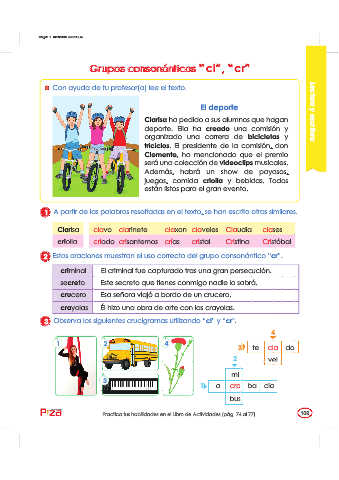 Grupos consonánticos "cl", "cr"
Con ayuda de tu profesor(a) lee el texto.
El deporte
Clarisa ha pedido a sus alumnos que hagan
deporte. Ella ha creado una comisión y
organizado una carrera de bicicletas y
triciclos. El presidente de la comisión, don
Clemente, ha mencionado que el premio
será una colección de videoclips musicales.
Además, habrá un show de payasos,
juegos, comida criolla y bebidas. Todos
están listos para el gran evento.
Lectura y escritura
1 A partir de las palabras resaltadas en el texto, se han escrito otras similares.
Clarisa clavo clarinete claxon claveles Claudia clases
criolla criado crisantemos crías cristal Cristina Cristóbal
2 Estas oraciones muestran el uso correcto del grupo consonántico "cr".
criminal El criminal fue capturado tras una gran persecución.
secreto Este secreto que tienes conmigo nadie lo sabrá.
crucero Esa señora viajó a bordo de un crucero.
crayolas Él hizo una obra de arte con las crayolas.
3 Observa los siguientes crucigramas utilizando "cl" y "cr".
1 2 3 4
4
3 te cla do
2 vel
mi
1 a cro ba cia
bus
Practica tus habilidades en el Libro de Actividades (pág. 74 al 77)
105